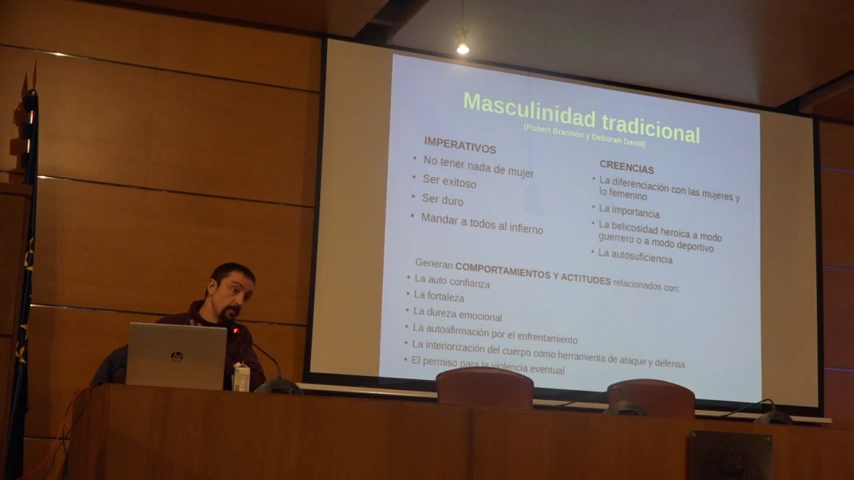 Masculinidad tradicional
(Robert Brannon y Deborah David)
IMPERATIVOS
• No tener nada de mujer
• Ser exitoso
• Ser duro
• Mandar a todos al infierno
CREENCIAS
• La diferenciación con las mujeres y
lo femenino
• La importancia
• La belicosidad heroica a modo
guerrero o a modo deportivo
• La autosuficiencia
Generan COMPORTAMIENTOS Y ACTITUDES relacionados con:
• La auto confianza
• La fortaleza
• La dureza emocional
• La autoafirmación por el enfrentamiento
• La interiorización del cuerpo como herramienta de ataque y defensa
• El permiso para la violencia eventual
hp